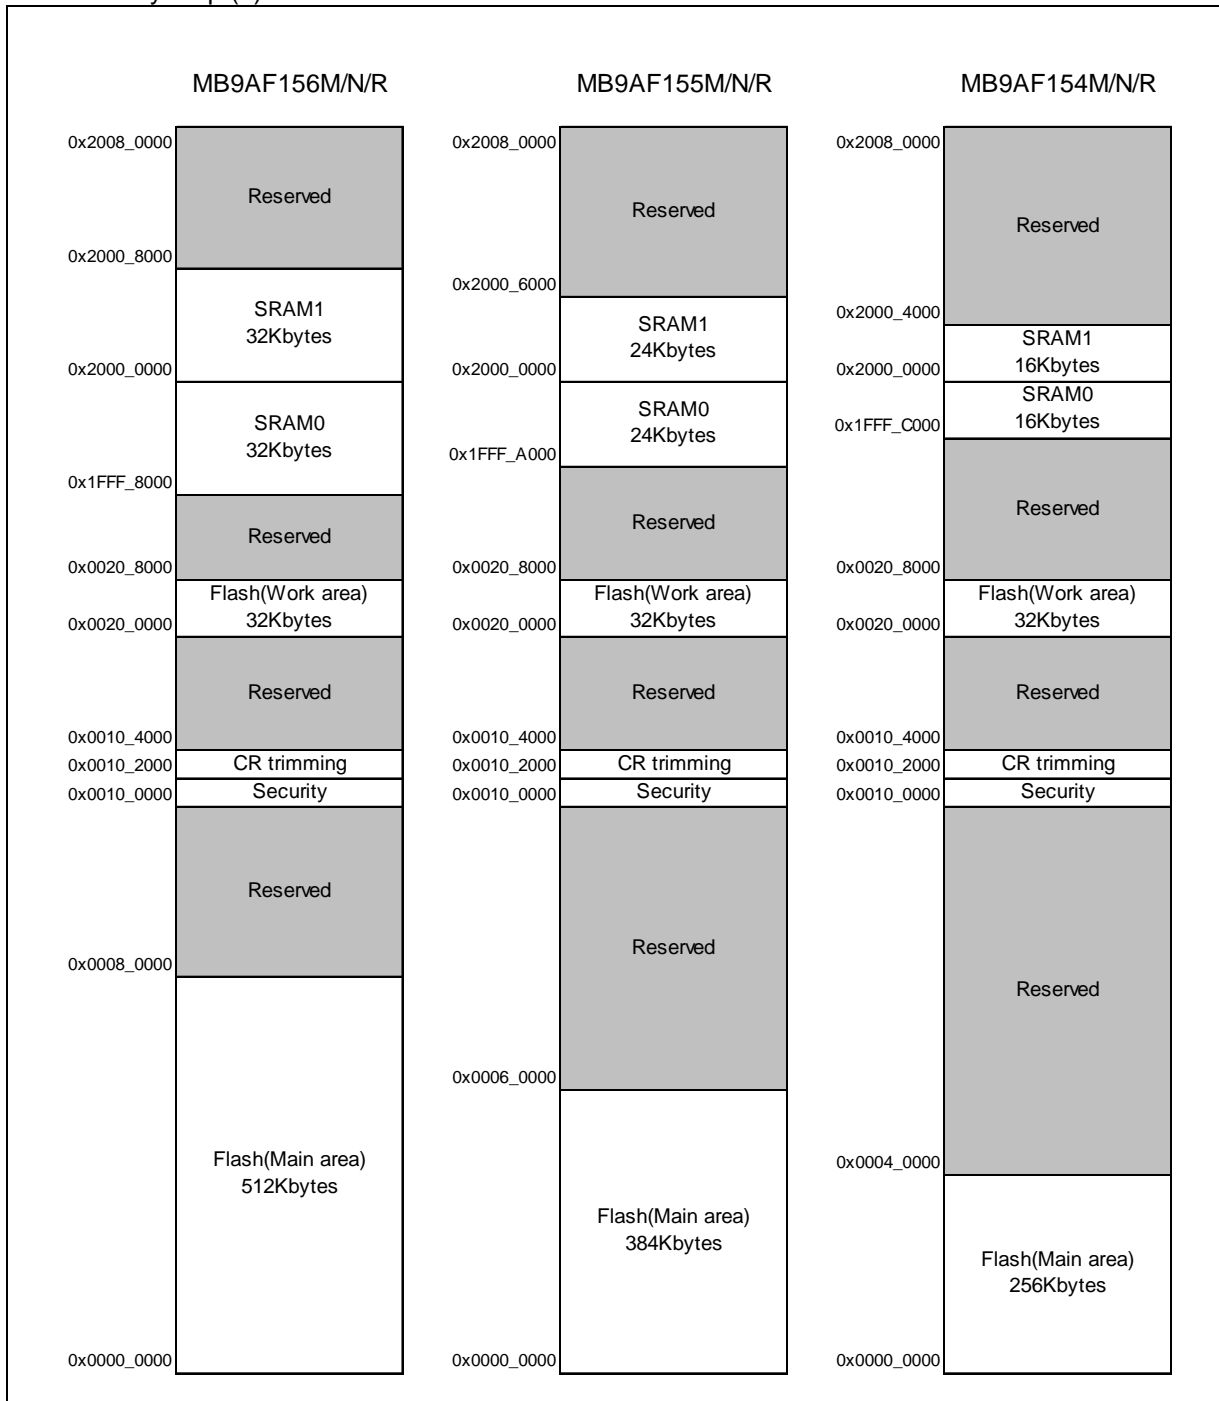 MB9AF156M/N/R
0x2008_0000
Reserved
0x2000_8000
SRAM1
32Kbytes
0x2000_0000
SRAM0
32Kbytes
0x1FFF_8000
Reserved
0x0020_8000
Flash(Work area)
32Kbytes
0x0020_0000
Reserved
0x0010_4000
CR trimming
0x0010_2000
Security
0x0010_0000
Reserved
0x0008_0000
Flash(Main area)
512Kbytes
0x0000_0000
MB9AF155M/N/R
0x2008_0000
Reserved
0x2000_6000
SRAM1
24Kbytes
0x2000_0000
SRAM0
24Kbytes
0x1FFF_A000
Reserved
0x0020_8000
Flash(Work area)
32Kbytes
0x0020_0000
Reserved
0x0010_4000
CR trimming
0x0010_2000
Security
0x0010_0000
Reserved
0x0006_0000
Flash(Main area)
384Kbytes
0x0000_0000
MB9AF154M/N/R
0x2008_0000
Reserved
0x2000_4000
SRAM1
16Kbytes
0x2000_0000
SRAM0
16Kbytes
0x1FFF_C000
Reserved
0x0020_8000
Flash(Work area)
32Kbytes
0x0020_0000
Reserved
0x0010_4000
CR trimming
0x0010_2000
Security
0x0010_0000
Reserved
0x0004_0000
Flash(Main area)
256Kbytes
0x0000_0000